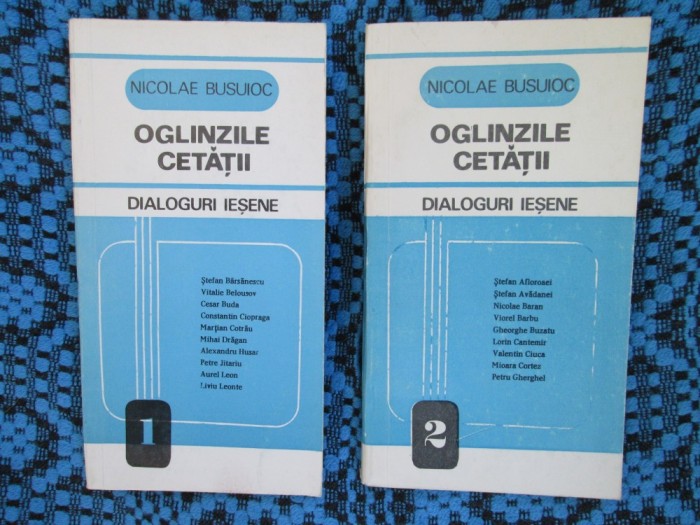 NICOLAE BUSUIOC
OGLINZILE
CETĂȚII
DIALOGURI IEȘENE
Ștefan Bârsănescu
Vitalie Belousov
Cezar Buda
Constantin Ciopraga
Marțian Cotrău
Mihai Drăgan
Alexandru Husar
Petre Jitariu
Aurel Leon
Liviu Leonte
1
NICOLAE BUSUIOC
OGLINZILE
CETĂȚII
DIALOGURI IEȘENE
Ștefan Afloroaei
Ștefan Avădanei
Nicolae Baran
Viorel Barbu
Gheorghe Buzatu
Lorin Cantemir
Valentin Ciuca
Mioara Cortez
Petru Gherghel
2